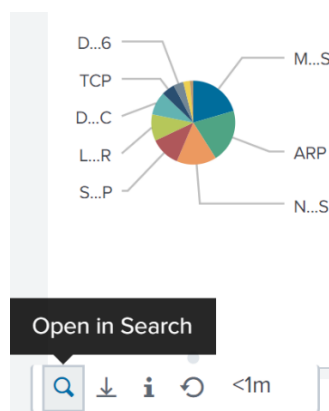 D...6
M...S
TCP
D...C
L...R
ARP
S...P
N...S
Open in Search
<1m